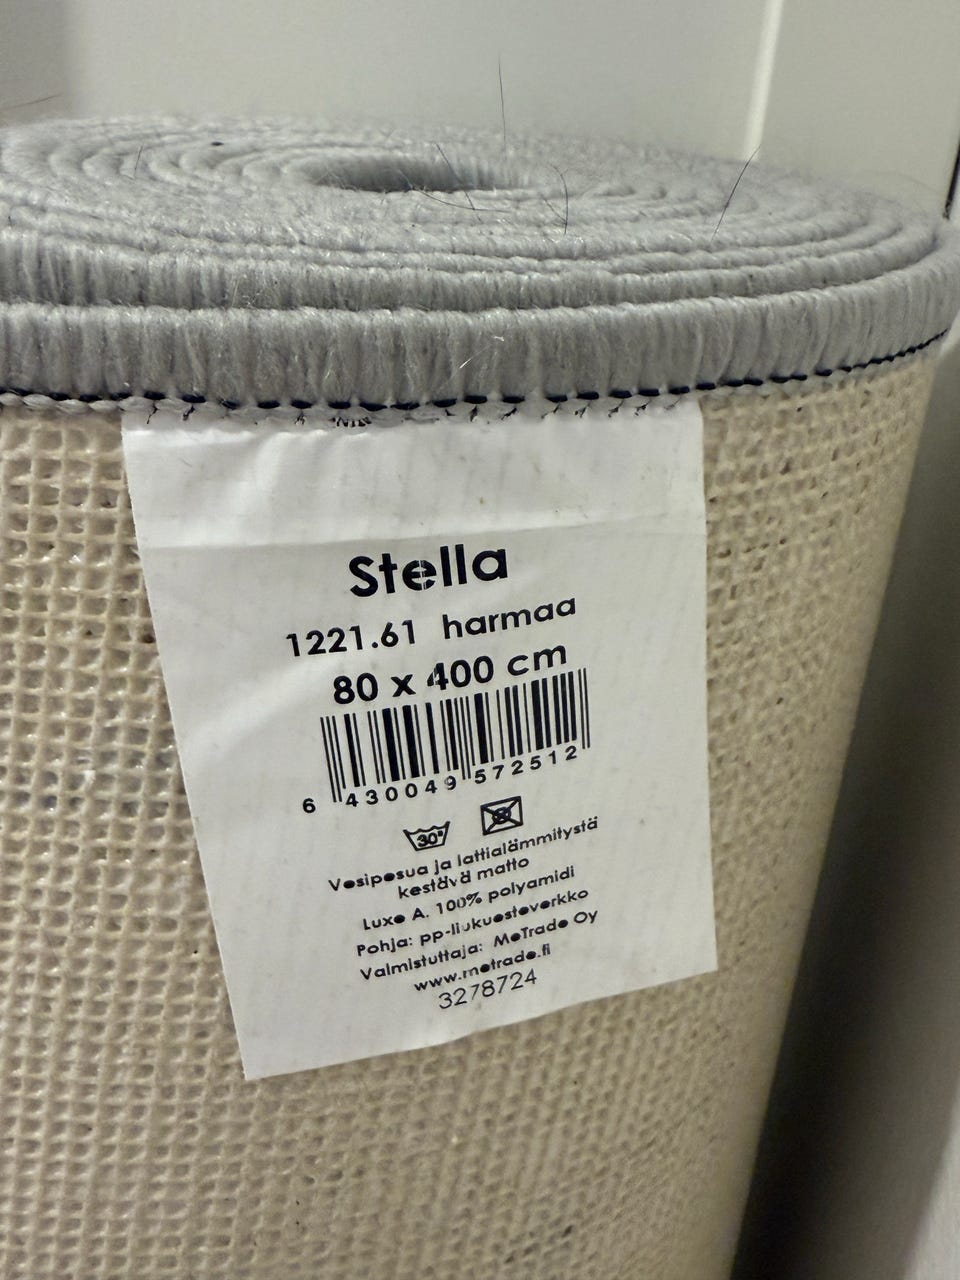 Stella
1221.61 harmaa
80 x 400 cm
6 430049 572512
30°
Vesipesua ja lattialämmitystä
kestävä matto
Luxe A. 100% polyamidi
Pohja: pp-liukuesteverkko
Valmistuttaja: MeTrade Oy
www.metrade.fi
3278724